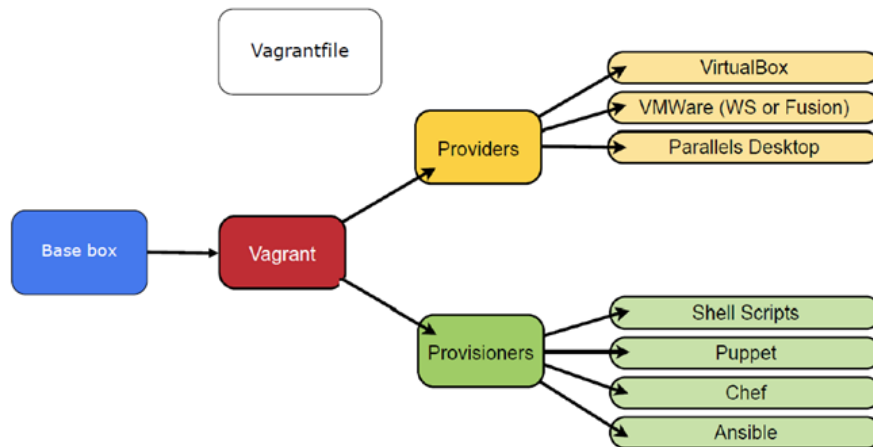 Vagrantfile
VirtualBox
VMWare (WS or Fusion)
Providers
Parallels Desktop
Base box
Vagrant
Shell Scripts
Provisioners
Puppet
Chef
Ansible